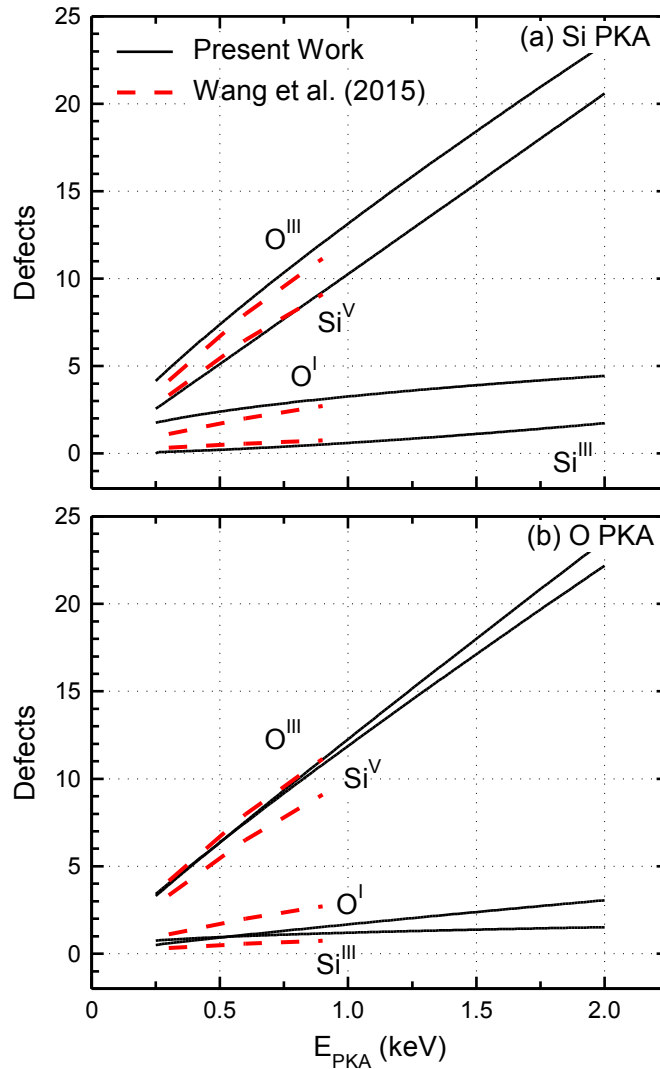 25
20
15
10
5
0
Defects
Present Work
Wang et al. (2015)
(a) Si PKA
O^III
Si^V
O^I
Si^III
25
20
15
10
5
0
Defects
(b) O PKA
O^III
Si^V
O^I
Si^III
0
0.5
1.0
1.5
2.0
E_PKA (keV)